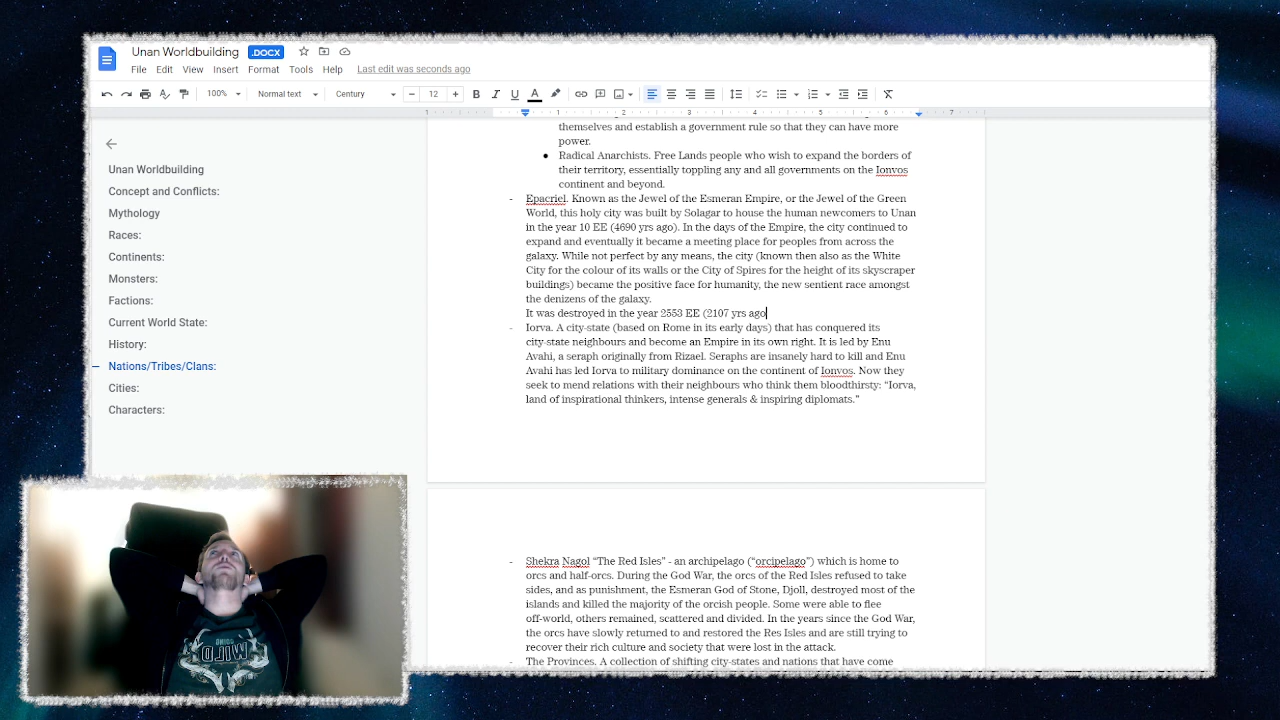 Unan Worldbuilding .DOCX
File Edit View Insert Format Tools Help Last edit was seconds ago
100% Normal text Century 12 B I U A
1 1 2 3 4 5 6 7
Unan Worldbuilding
Concept and Conflicts:
Mythology
Races:
Continents:
Monsters:
Factions:
Current World State:
History:
Nations/Tribes/Clans:
Cities:
Characters:
themselves and establish a government rule so that they can have more
power.
● Radical Anarchists. Free Lands people who wish to expand the borders of
their territory, essentially toppling any and all governments on the Ionvos
continent and beyond.
- Epacriel. Known as the Jewel of the Esmeran Empire, or the Jewel of the Green
World, this holy city was built by Solagar to house the human newcomers to Unan
in the year 10 EE (4690 yrs ago). In the days of the Empire, the city continued to
expand and eventually it became a meeting place for peoples from across the
galaxy. While not perfect by any means, the city (known then also as the White
City for the colour of its walls or the City of Spires for the height of its skyscraper
buildings) became the positive face for humanity, the new sentient race amongst
the denizens of the galaxy.
It was destroyed in the year 2553 EE (2107 yrs ago
- Iorva. A city-state (based on Rome in its early days) that has conquered its
city-state neighbours and become an Empire in its own right. It is led by Enu
Avahi, a seraph originally from Rizael. Seraphs are insanely hard to kill and Enu
Avahi has led Iorva to military dominance on the continent of Ionvos. Now they
seek to mend relations with their neighbours who think them bloodthirsty: “Iorva,
land of inspirational thinkers, intense generals & inspiring diplomats.”
- Shekra Nagol “The Red Isles” - an archipelago (“orcipelago”) which is home to
orcs and half-orcs. During the God War, the orcs of the Red Isles refused to take
sides, and as punishment, the Esmeran God of Stone, Djoll, destroyed most of the
islands and killed the majority of the orcish people. Some were able to flee
off-world, others remained, scattered and divided. In the years since the God War,
the orcs have slowly returned to and restored the Res Isles and are still trying to
recover their rich culture and society that were lost in the attack.
- The Provinces. A collection of shifting city-states and nations that have come
WILD